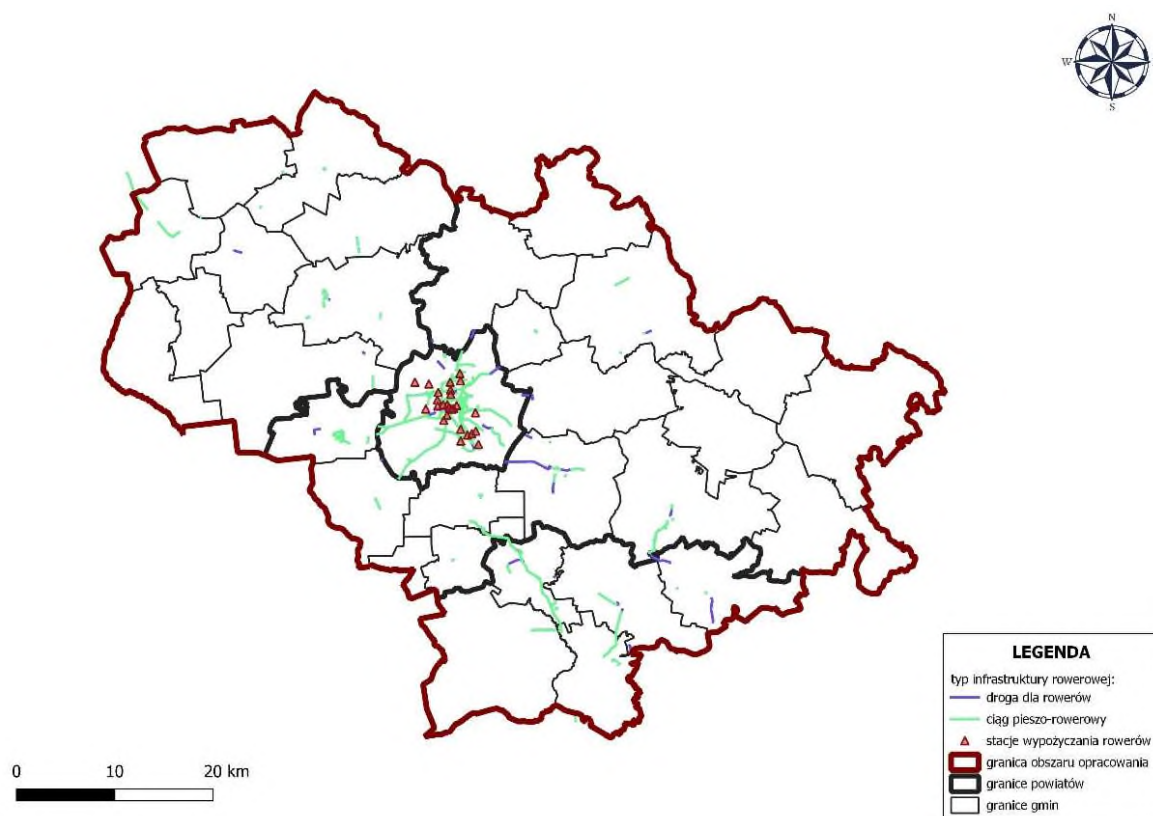 N
W
S
LEGENDA
typ infrastruktury rowerowej:
droga dla rowerów
ciąg pieszo-rowerowy
stacje wypożyczania rowerów
granica obszaru opracowania
granice powiatów
granice gmin
0 10 20 km